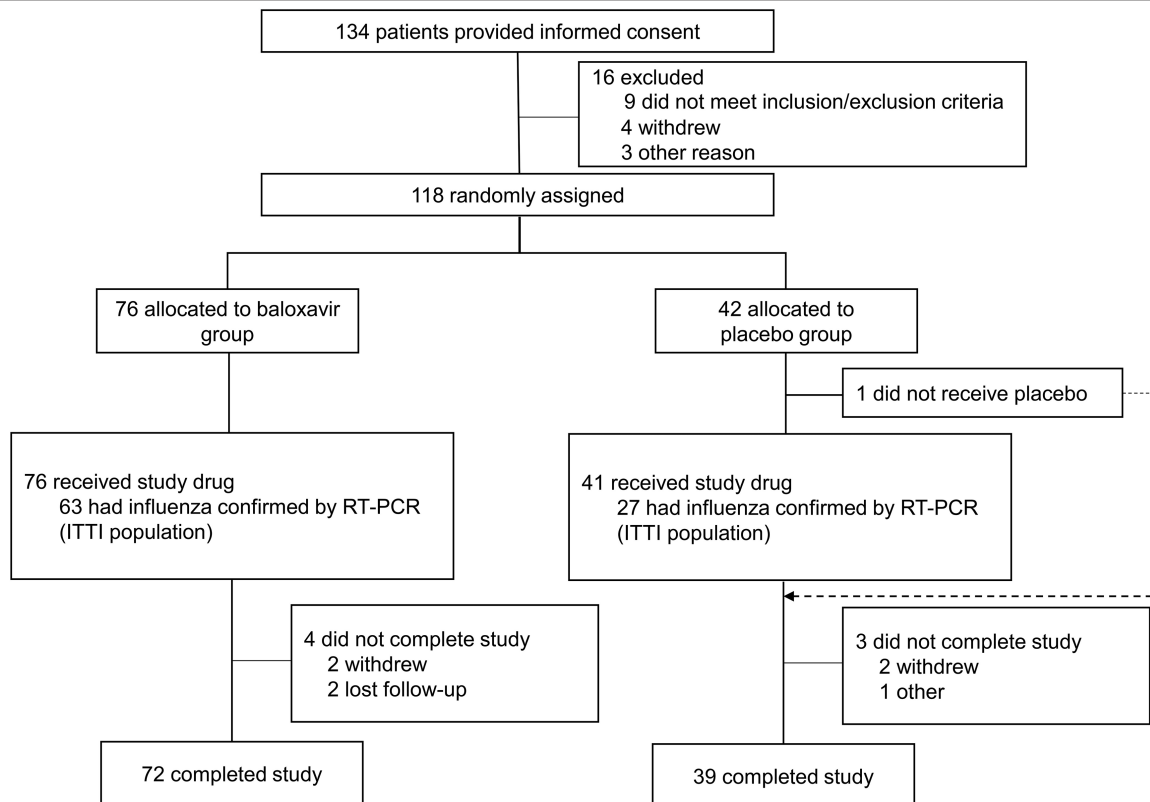 134 patients provided informed consent
16 excluded
9 did not meet inclusion/exclusion criteria
4 withdrew
3 other reason
118 randomly assigned
76 allocated to baloxavir
group
42 allocated to
placebo group
1 did not receive placebo
76 received study drug
63 had influenza confirmed by RT-PCR
(ITTI population)
41 received study drug
27 had influenza confirmed by RT-PCR
(ITTI population)
4 did not complete study
2 withdrew
2 lost follow-up
3 did not complete study
2 withdrew
1 other
72 completed study
39 completed study